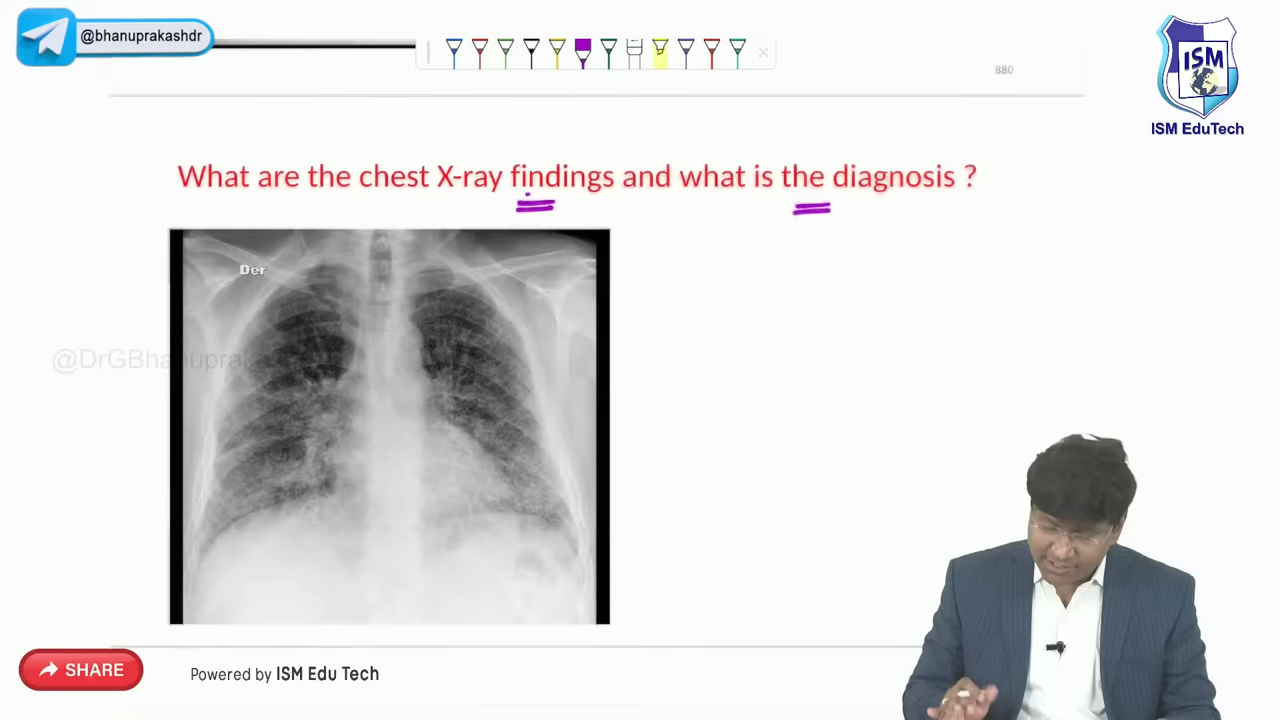 @bhanuprakashdr
880
ISM
ISM EduTech
What are the chest X-ray findings and what is the diagnosis ?
Der
@DrGBhanuprak
SHARE
Powered by ISM Edu Tech